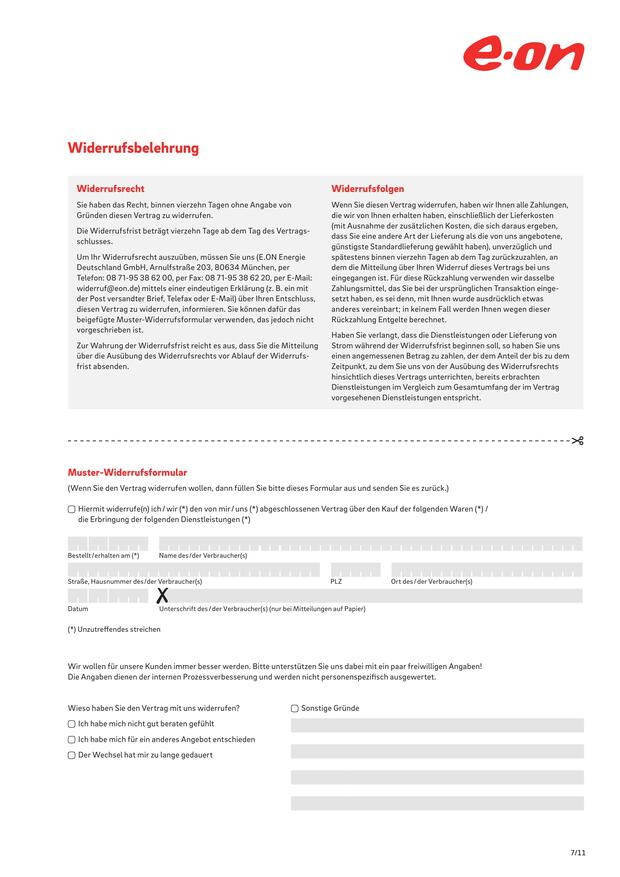 e·on
Widerrufsbelehrung
Widerrufsrecht
Sie haben das Recht, binnen vierzehn Tagen ohne Angabe von
Gründen diesen Vertrag zu widerrufen.
Die Widerrufsfrist beträgt vierzehn Tage ab dem Tag des Vertrags-
schlusses.
Um Ihr Widerrufsrecht auszuüben, müssen Sie uns (E.ON Energie
Deutschland GmbH, Arnulfstraße 203, 80634 München, per
Telefon: 08 71-95 38 62 00, per Fax: 08 71-95 38 62 20, per E-Mail:
widerruf@eon.de) mittels einer eindeutigen Erklärung (z. B. ein mit
der Post versandter Brief, Telefax oder E-Mail) über Ihren Entschluss,
diesen Vertrag zu widerrufen, informieren. Sie können dafür das
beigefügte Muster-Widerrufsformular verwenden, das jedoch nicht
vorgeschrieben ist.
Zur Wahrung der Widerrufsfrist reicht es aus, dass Sie die Mitteilung
über die Ausübung des Widerrufsrechts vor Ablauf der Widerrufs-
frist absenden.
Widerrufsfolgen
Wenn Sie diesen Vertrag widerrufen, haben wir Ihnen alle Zahlungen,
die wir von Ihnen erhalten haben, einschließlich der Lieferkosten
(mit Ausnahme der zusätzlichen Kosten, die sich daraus ergeben,
dass Sie eine andere Art der Lieferung als die von uns angebotene,
günstigste Standardlieferung gewählt haben), unverzüglich und
spätestens binnen vierzehn Tagen ab dem Tag zurückzuzahlen, an
dem die Mitteilung über Ihren Widerruf dieses Vertrags bei uns
eingegangen ist. Für diese Rückzahlung verwenden wir dasselbe
Zahlungsmittel, das Sie bei der ursprünglichen Transaktion einge-
setzt haben, es sei denn, mit Ihnen wurde ausdrücklich etwas
anderes vereinbart; in keinem Fall werden Ihnen wegen dieser
Rückzahlung Entgelte berechnet.
Haben Sie verlangt, dass die Dienstleistungen oder Lieferung von
Strom während der Widerrufsfrist beginnen soll, so haben Sie uns
einen angemessenen Betrag zu zahlen, der dem Anteil der bis zu dem
Zeitpunkt, zu dem Sie uns von der Ausübung des Widerrufsrechts
hinsichtlich dieses Vertrags unterrichten, bereits erbrachten
Dienstleistungen im Vergleich zum Gesamtumfang der im Vertrag
vorgesehenen Dienstleistungen entspricht.
Muster-Widerrufsformular
(Wenn Sie den Vertrag widerrufen wollen, dann füllen Sie bitte dieses Formular aus und senden Sie es zurück.)
Hiermit widerrufe(n) ich / wir (*) den von mir / uns (*) abgeschlossenen Vertrag über den Kauf der folgenden Waren (*) /
die Erbringung der folgenden Dienstleistungen (*)
Bestellt / erhalten am (*) Name des / der Verbraucher(s)
Straße, Hausnummer des / der Verbraucher(s) PLZ Ort des / der Verbraucher(s)
X
Datum Unterschrift des / der Verbraucher(s) (nur bei Mitteilungen auf Papier)
(*) Unzutreffendes streichen
Wir wollen für unsere Kunden immer besser werden. Bitte unterstützen Sie uns dabei mit ein paar freiwilligen Angaben!
Die Angaben dienen der internen Prozessverbesserung und werden nicht personenspezifisch ausgewertet.
Wieso haben Sie den Vertrag mit uns widerrufen?
Ich habe mich nicht gut beraten gefühlt
Ich habe mich für ein anderes Angebot entschieden
Der Wechsel hat mir zu lange gedauert
Sonstige Gründe
7/11